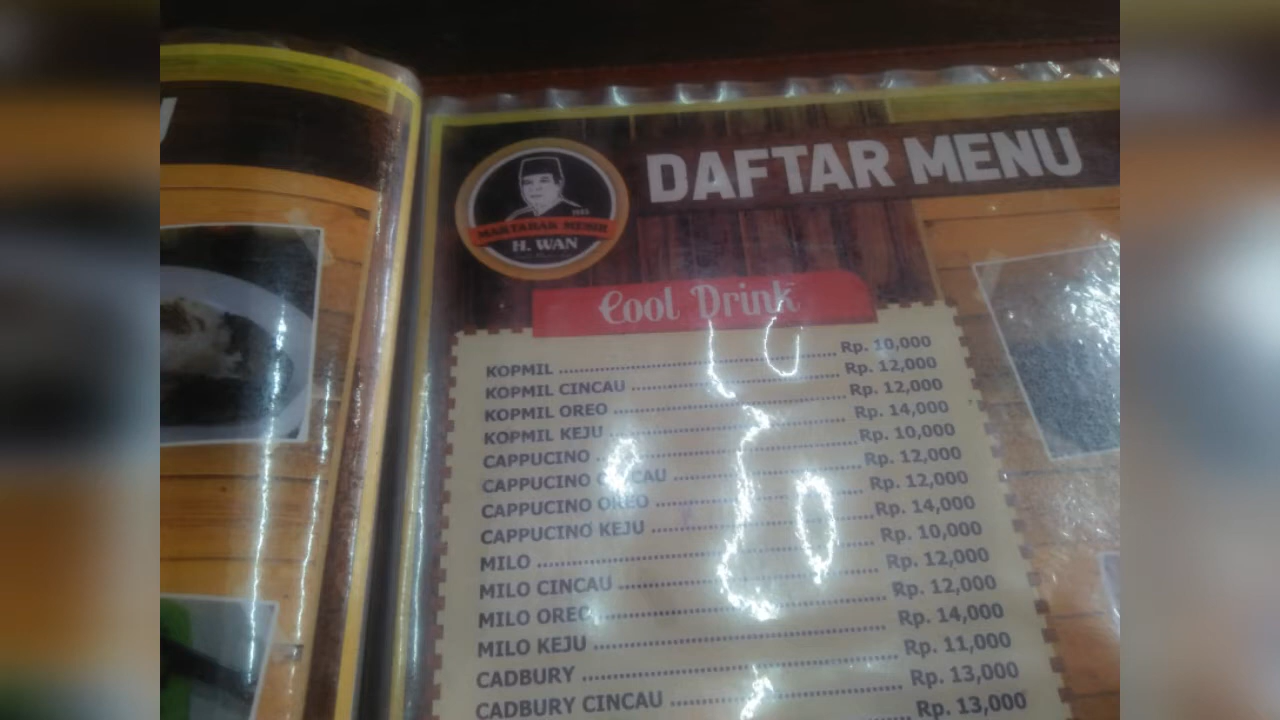 DAFTAR MENU
1925
MARTABAK MESIR
H. WAN
Cool Drink
KOPMIL Rp. 10,000
KOPMIL CINCAU Rp. 12,000
KOPMIL OREO Rp. 12,000
KOPMIL KEJU Rp. 14,000
CAPPUCINO Rp. 10,000
CAPPUCINO CINCAU Rp. 12,000
CAPPUCINO OREO Rp. 12,000
CAPPUCINO KEJU Rp. 14,000
MILO Rp. 10,000
MILO CINCAU Rp. 12,000
MILO OREO Rp. 12,000
MILO KEJU Rp. 14,000
CADBURY Rp. 11,000
CADBURY CINCAU Rp. 13,000
Rp. 13,000